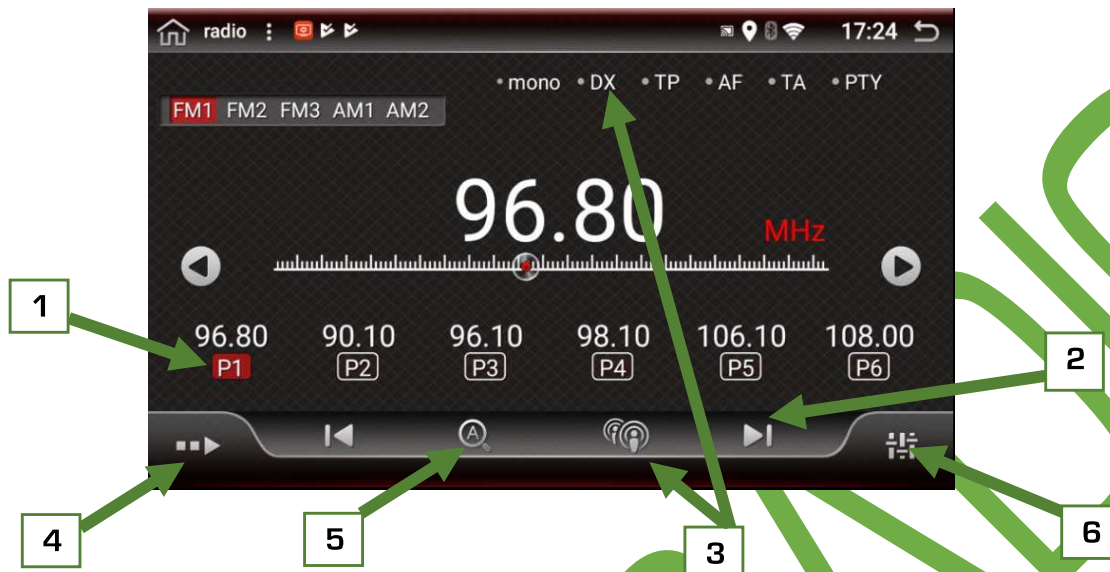 radio 17:24
mono DX TP AF TA PTY
FM1 FM2 FM3 AM1 AM2
96.80
MHz
1
96.80 90.10 96.10 98.10 106.10 108.00
P1 P2 P3 P4 P5 P6
2
A
4
5
3
6